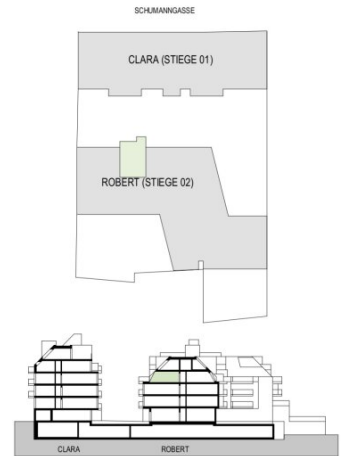 SCHUMANNGASSE
CLARA (STIEGE 01)
ROBERT (STIEGE 02)
CLARA
ROBERT